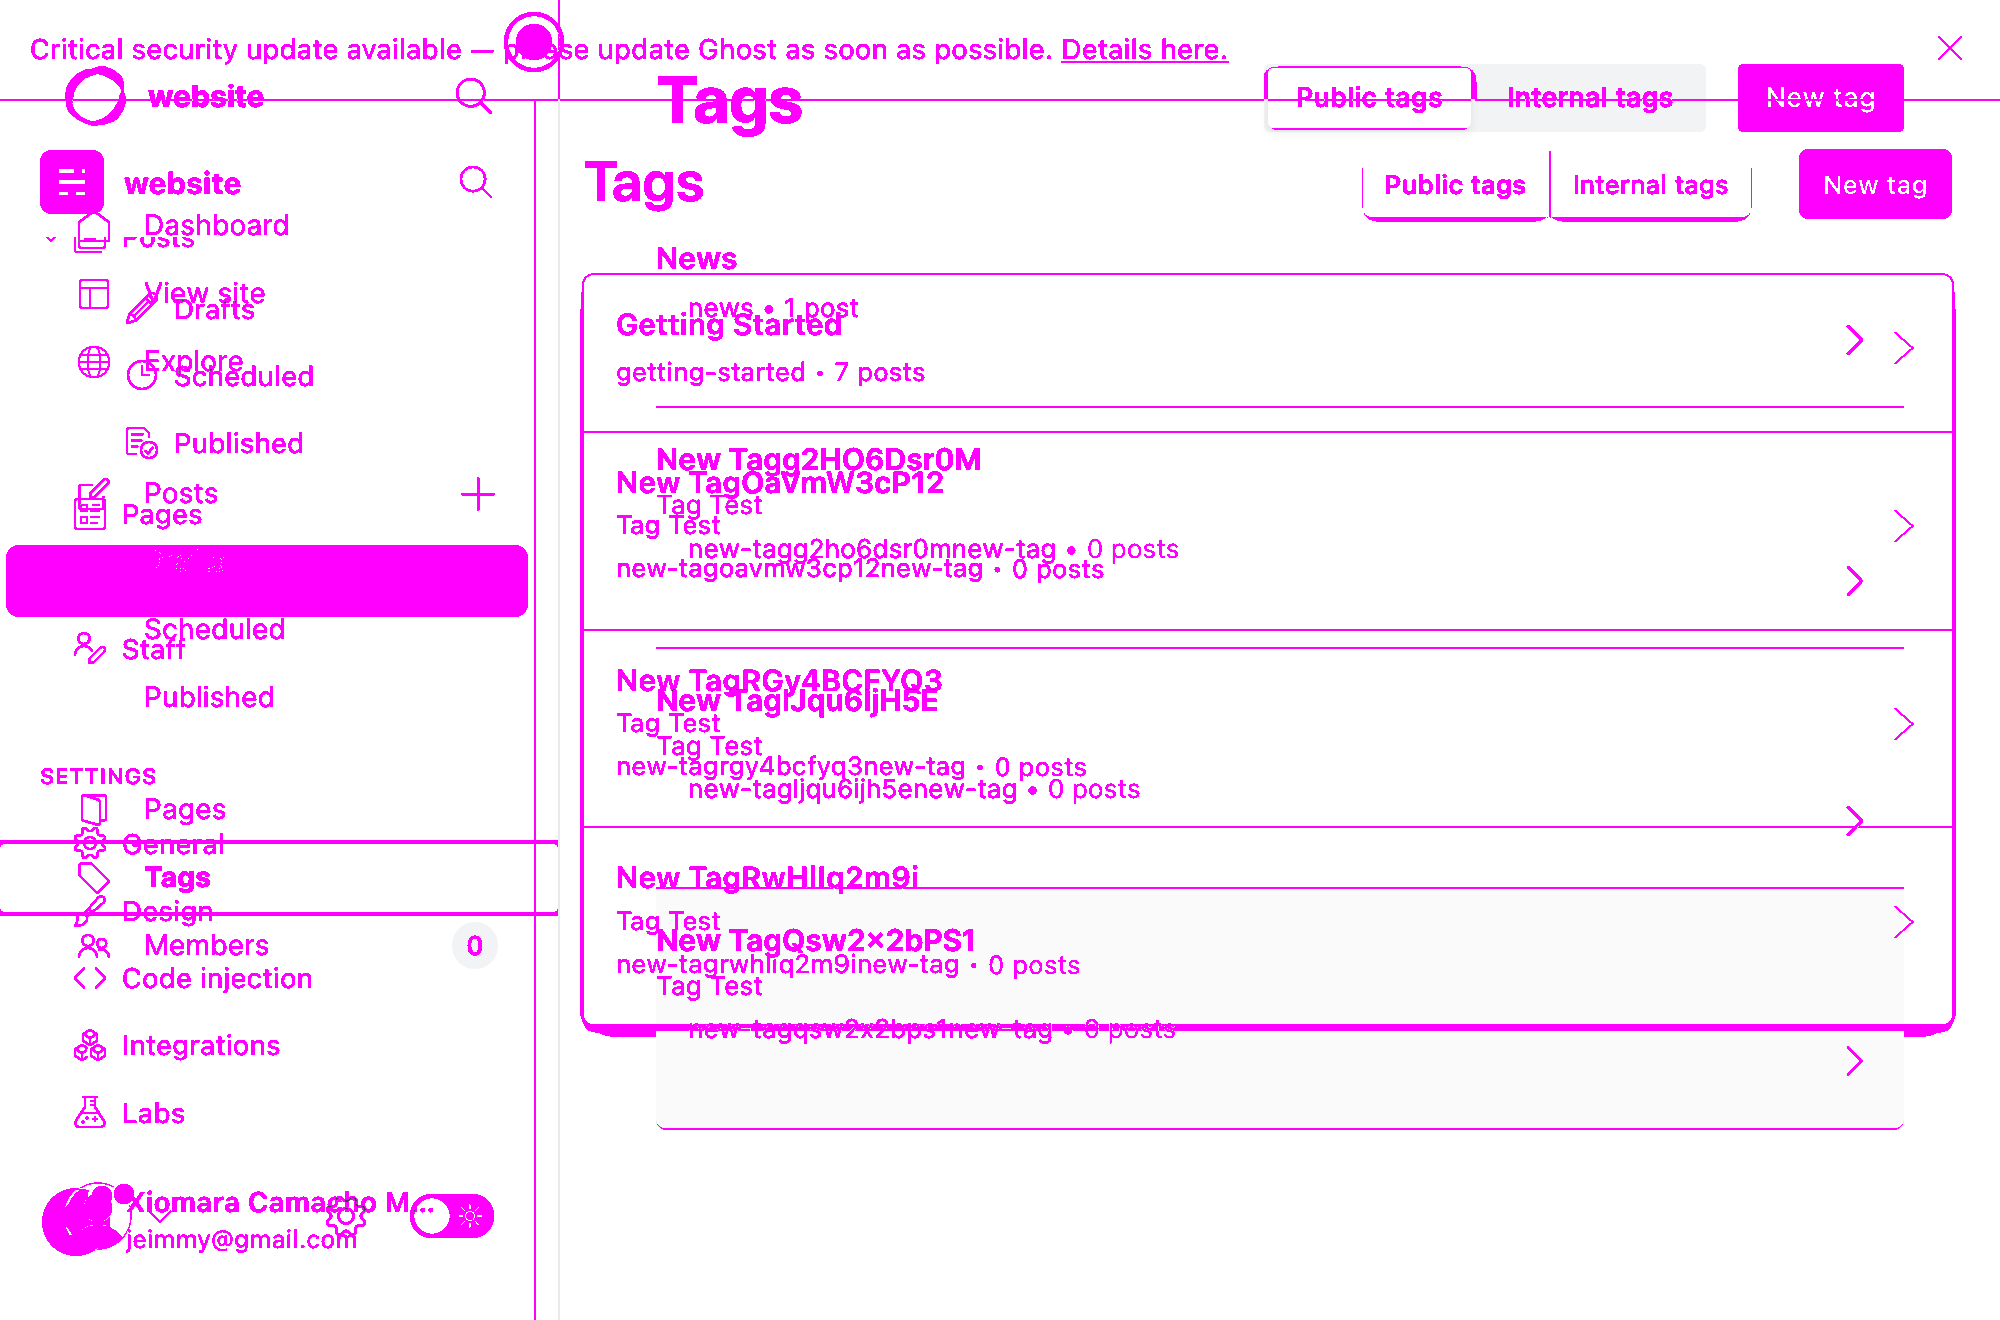 Critical security update available — please update Ghost as soon as possible. Details here.
website
Tags
Public tags
Internal tags
New tag
website
Tags
Public tags
Internal tags
New tag
Dashboard
Posts
View site
Drafts
Explore
Scheduled
Published
Posts
Pages
Scheduled
Staff
Published
SETTINGS
Pages
General
Tags
Design
Members
0
Code injection
Integrations
Labs
Xiomara Camacho M...
jeimmy@gmail.com
News
news • 1 post
Getting Started
getting-started • 7 posts
New Tagg2HO6Dsr0M
New TagOaVmW3cP12
Tag Test
Tag Test
new-tagg2ho6dsr0mnew-tag • 0 posts
new-tagoavmw3cp12new-tag • 0 posts
New TagRGy4BCFYQ3
Tag Test
Tag Test
new-tagrgy4bcfyq3new-tag • 0 posts
new-tagljqu6ijh5enew-tag • 0 posts
New TagRwHlIq2m9i
Tag Test
New TagQsw2x2bPS1
new-tagrwhliq2m9inew-tag • 0 posts
Tag Test
new-tagqsw2x2bps1new-tag • 0 posts